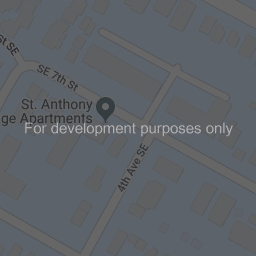 St SE
SE 7th St
St. Anthony
ge Apartments
For development purposes only
4th Ave SE